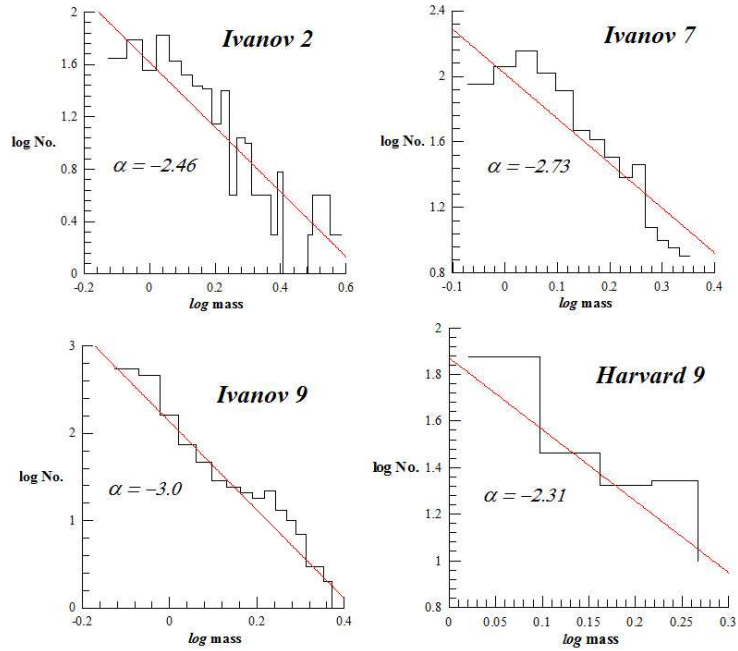 Ivanov 2
2
1.6
1.2
0.8
0.4
0
log No.
α = −2.46
-0.2
0
0.2
0.4
0.6
log mass
Ivanov 7
2.4
2
1.6
1.2
0.8
log No.
α = −2.73
-0.1
0
0.1
0.2
0.3
0.4
log mass
Ivanov 9
3
2
1
0
log No.
α = −3.0
-0.2
0
0.2
0.4
log mass
Harvard 9
2
1.8
1.6
1.4
1.2
1
0.8
log No.
α = −2.31
0
0.05
0.1
0.15
0.2
0.25
0.3
log mass